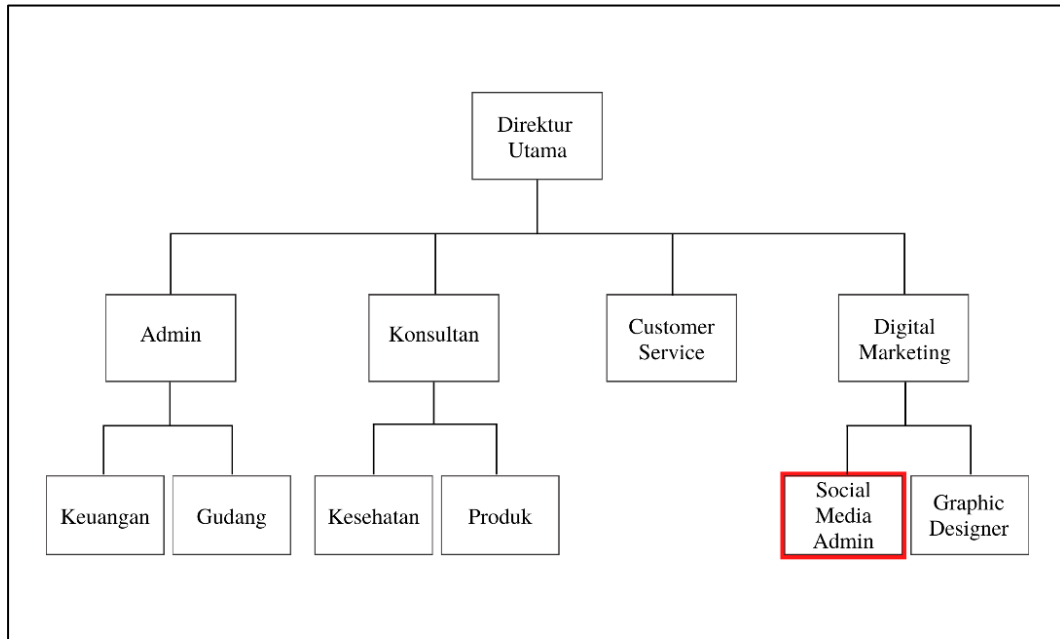 Direktur
Utama
Admin
Konsultan
Customer
Service
Digital
Marketing
Keuangan
Gudang
Kesehatan
Produk
Social
Media
Admin
Graphic
Designer